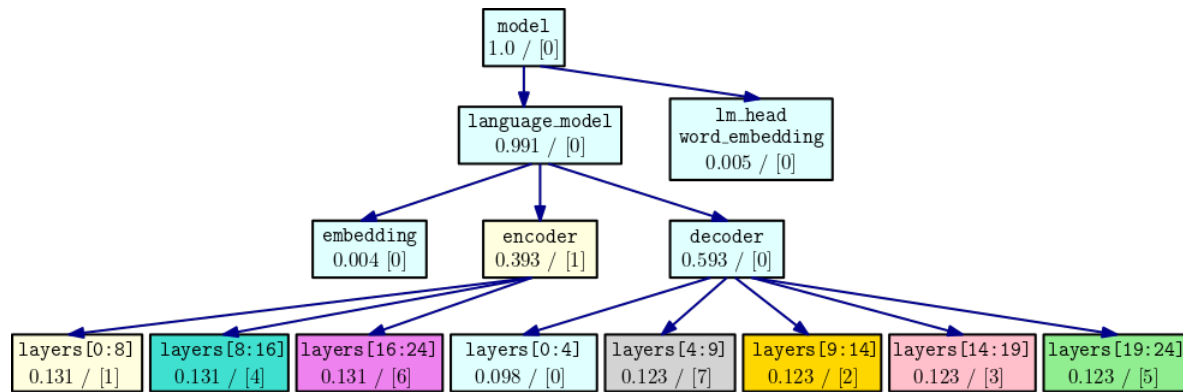 model
1.0 / [0]
language_model
0.991 / [0]
lm_head
word_embedding
0.005 / [0]
embedding
0.004 [0]
encoder
0.393 / [1]
decoder
0.593 / [0]
layers[0:8]
0.131 / [1]
layers[8:16]
0.131 / [4]
layers[16:24]
0.131 / [6]
layers[0:4]
0.098 / [0]
layers[4:9]
0.123 / [7]
layers[9:14]
0.123 / [2]
layers[14:19]
0.123 / [3]
layers[19:24]
0.123 / [5]